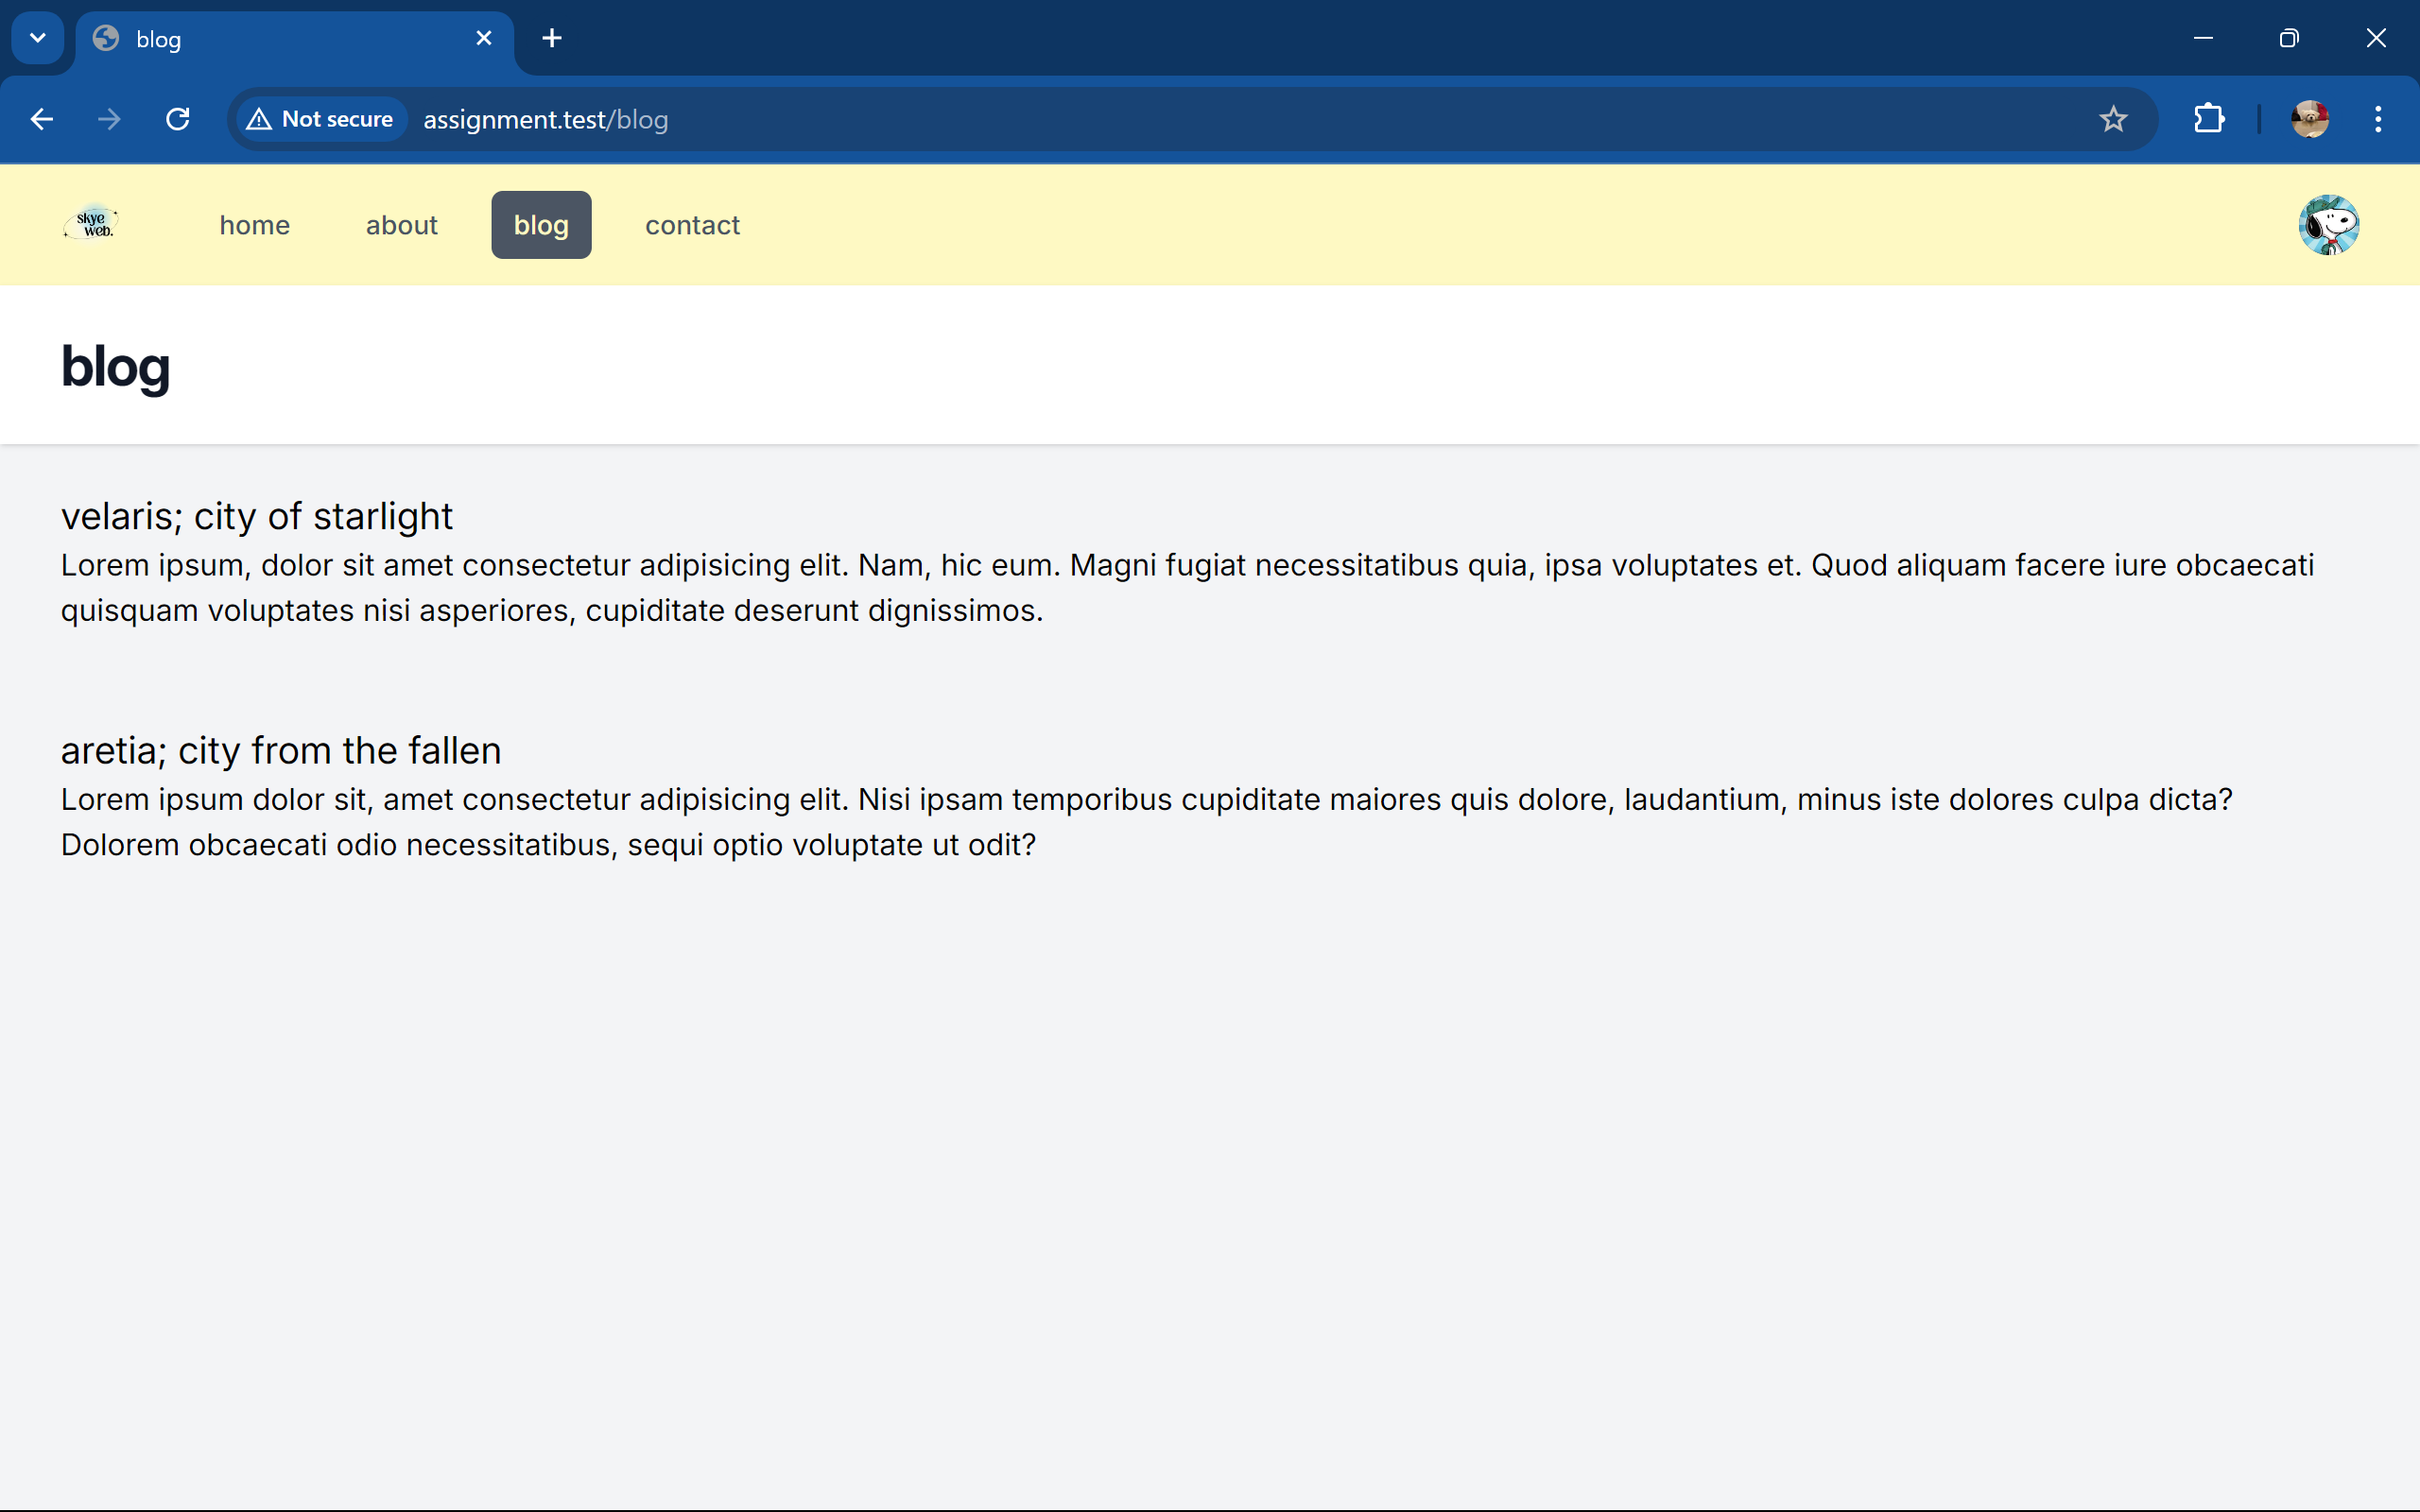 blog
Not secure
assignment.test/blog
skye
web.
home
about
blog
contact
blog
velaris; city of starlight
Lorem ipsum, dolor sit amet consectetur adipisicing elit. Nam, hic eum. Magni fugiat necessitatibus quia, ipsa voluptates et. Quod aliquam facere iure obcaecati
quisquam voluptates nisi asperiores, cupiditate deserunt dignissimos.
aretia; city from the fallen
Lorem ipsum dolor sit, amet consectetur adipisicing elit. Nisi ipsam temporibus cupiditate maiores quis dolore, laudantium, minus iste dolores culpa dicta?
Dolorem obcaecati odio necessitatibus, sequi optio voluptate ut odit?